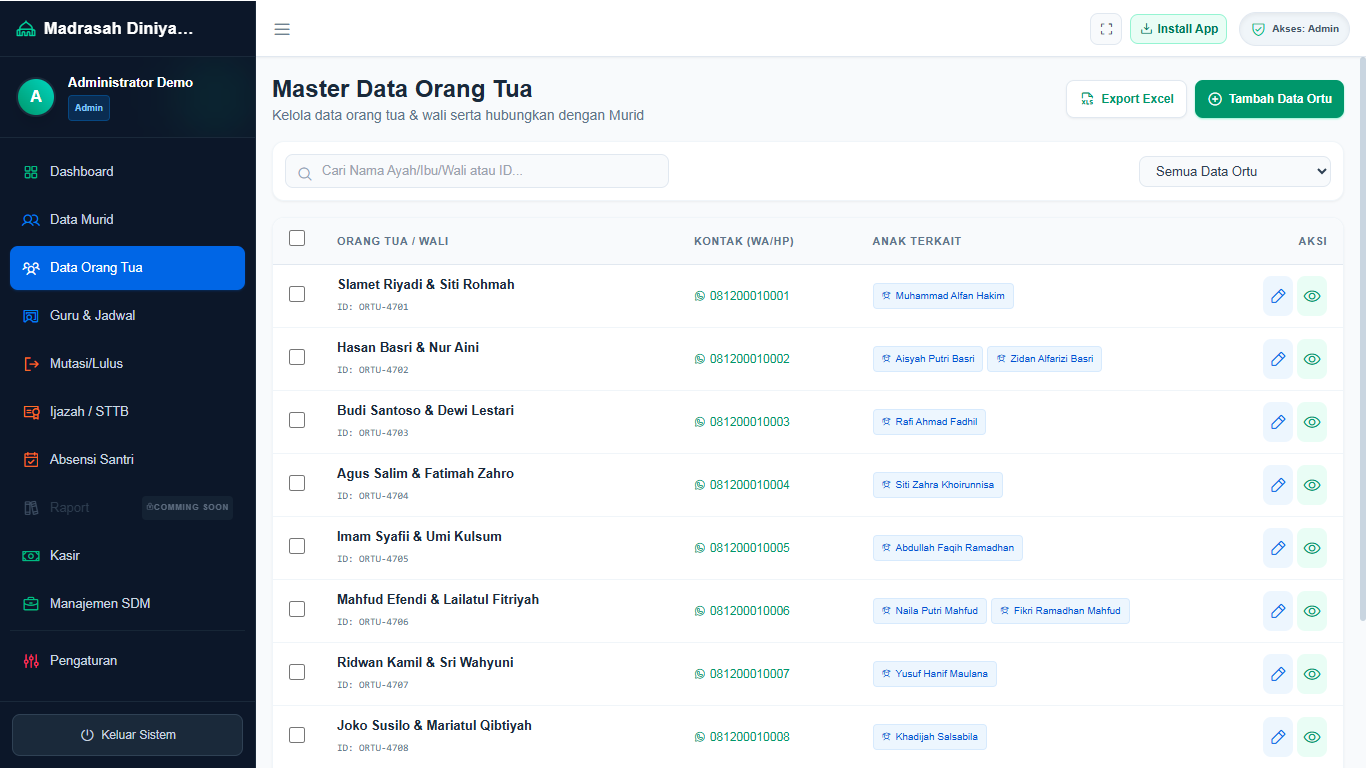 Madrasah Diniya...
Install App
Akses: Admin
A
Administrator Demo
Admin
Dashboard
Data Murid
Data Orang Tua
Guru & Jadwal
Mutasi/Lulus
Ijazah / STTB
Absensi Santri
Raport
COMMING SOON
Kasir
Manajemen SDM
Pengaturan
Keluar Sistem
Master Data Orang Tua
Kelola data orang tua & wali serta hubungkan dengan Murid
XLS Export Excel
Tambah Data Ortu
Cari Nama Ayah/Ibu/Wali atau ID...
Semua Data Ortu
ORANG TUA / WALI KONTAK (WA/HP) ANAK TERKAIT AKSI
Slamet Riyadi & Siti Rohmah
ID: ORTU-4701
081200010001
Muhammad Alfan Hakim
Hasan Basri & Nur Aini
ID: ORTU-4702
081200010002
Aisyah Putri Basri Zidan Alfarizi Basri
Budi Santoso & Dewi Lestari
ID: ORTU-4703
081200010003
Rafi Ahmad Fadhil
Agus Salim & Fatimah Zahro
ID: ORTU-4704
081200010004
Siti Zahra Khoirunnisa
Imam Syafii & Umi Kulsum
ID: ORTU-4705
081200010005
Abdullah Faqih Ramadhan
Mahfud Efendi & Lailatul Fitriyah
ID: ORTU-4706
081200010006
Naila Putri Mahfud Fikri Ramadhan Mahfud
Ridwan Kamil & Sri Wahyuni
ID: ORTU-4707
081200010007
Yusuf Hanif Maulana
Joko Susilo & Mariatul Qibtiyah
ID: ORTU-4708
081200010008
Khadijah Salsabila